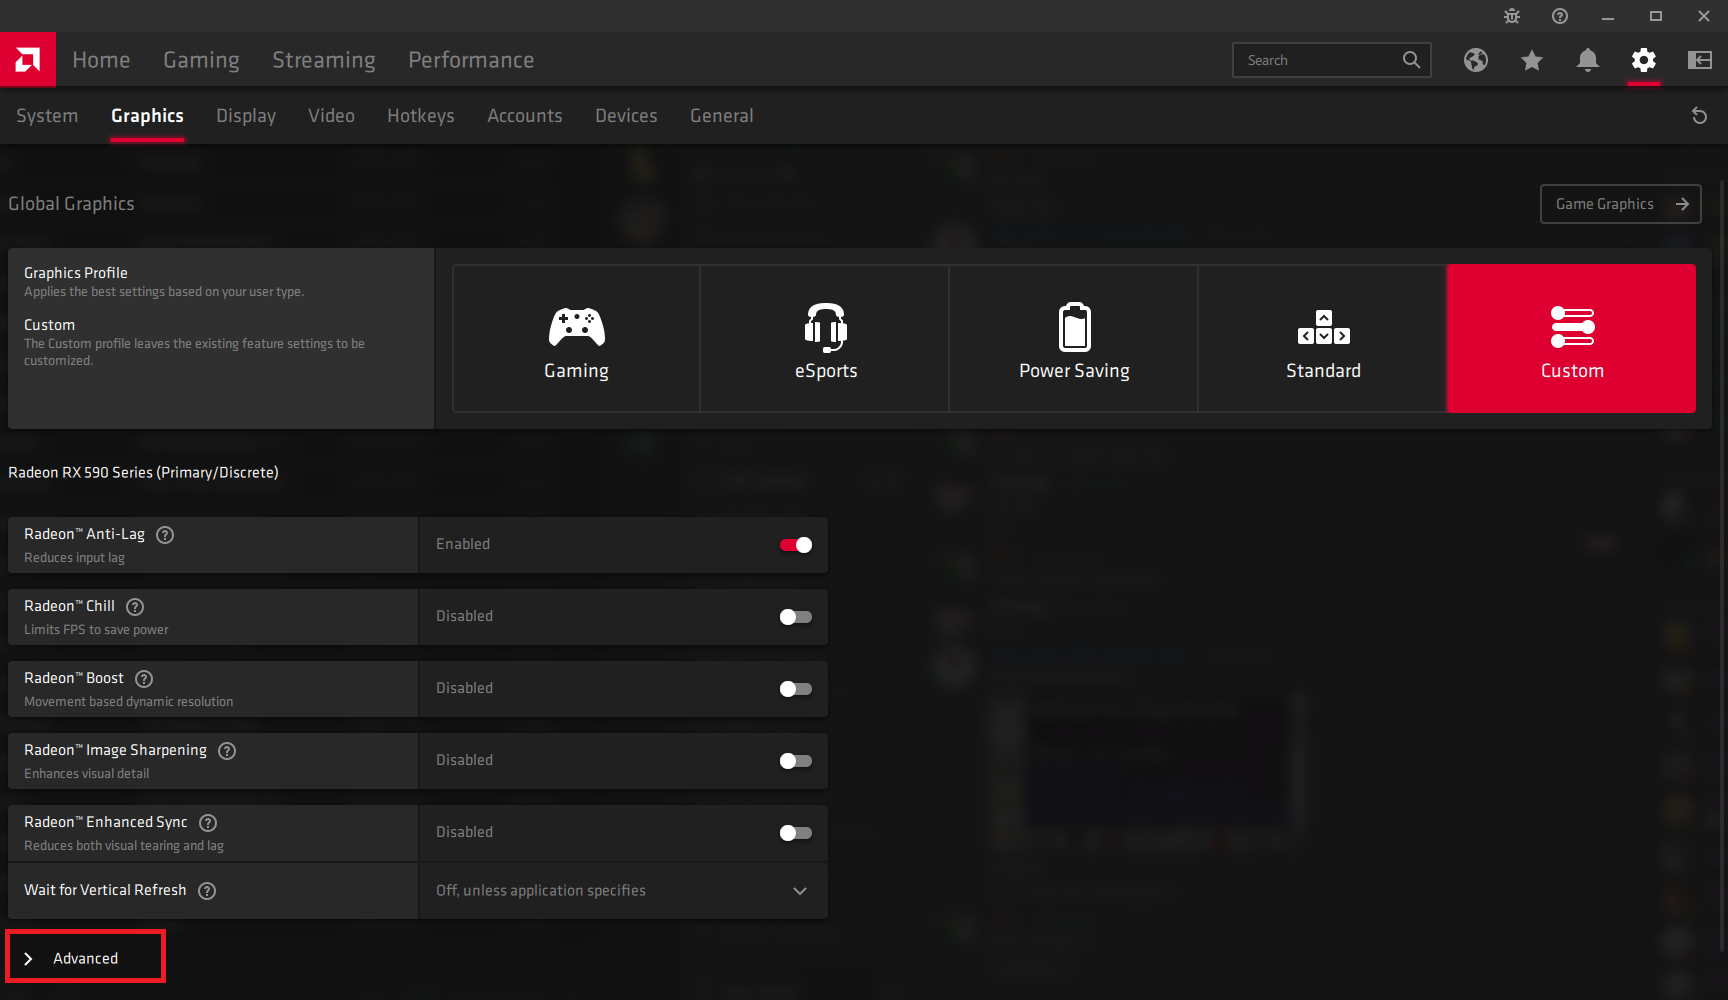 Home Gaming Streaming Performance Search
System Graphics Display Video Hotkeys Accounts Devices General
Global Graphics
Game Graphics
Graphics Profile
Applies the best settings based on your user type.
Custom
The Custom profile leaves the existing feature settings to be
customized.
Gaming
eSports
Power Saving
Standard
Custom
Radeon RX 590 Series (Primary/Discrete)
Radeon™ Anti-Lag
Reduces input lag
Enabled
Radeon™ Chill
Limits FPS to save power
Disabled
Radeon™ Boost
Movement based dynamic resolution
Disabled
Radeon™ Image Sharpening
Enhances visual detail
Disabled
Radeon™ Enhanced Sync
Reduces both visual tearing and lag
Disabled
Wait for Vertical Refresh
Off, unless application specifies
Advanced